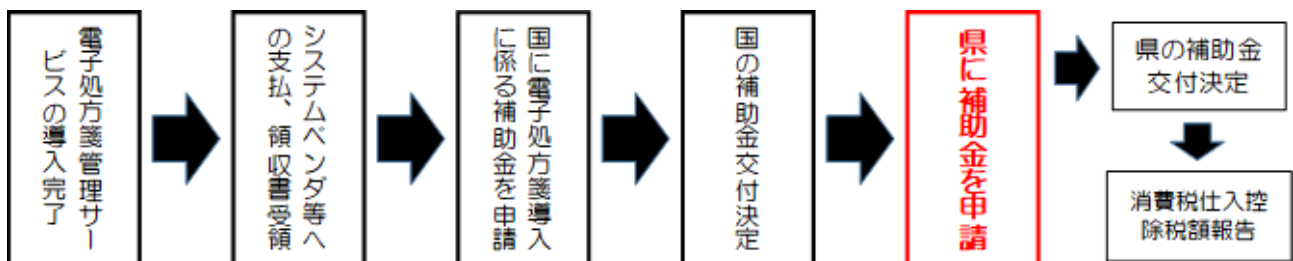 電子処方箋管理サー
ビスの導入完了
システムベンダ等へ
の支払、領収書受領
国に電子処方箋導入
に係る補助金を申請
国の補助金交付決定
県に補助金を申請
県の補助金
交付決定
消費税仕入控
除税額報告